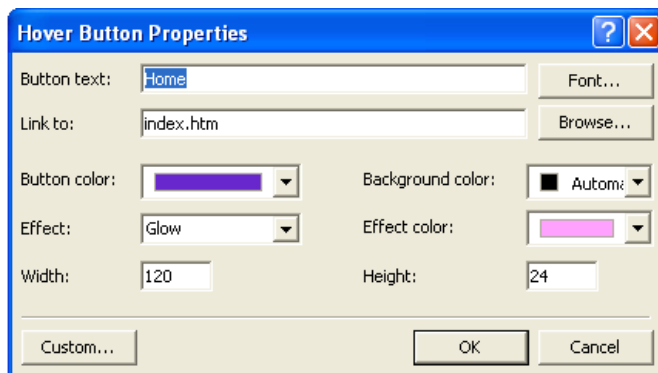 Hover Button Properties
Button text: Home Font...
Link to: index.htm Browse...
Button color: Background color: Automa
Effect: Glow Effect color:
Width: 120 Height: 24
Custom... OK Cancel